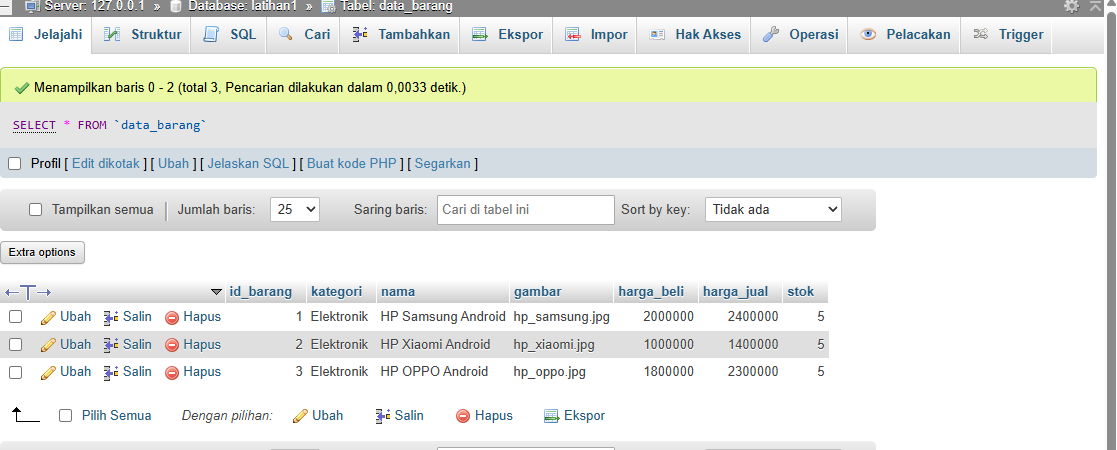 Server: 127.0.0.1 » Database: latihan1 » Tabel: data_barang
Jelajahi Struktur SQL Cari Tambahkan Ekspor Impor Hak Akses Operasi Pelacakan Trigger
Menampilkan baris 0 - 2 (total 3, Pencarian dilakukan dalam 0,0033 detik.)
SELECT * FROM `data_barang`
Profil [ Edit dikotak ] [ Ubah ] [ Jelaskan SQL ] [ Buat kode PHP ] [ Segarkan ]
Tampilkan semua Jumlah baris: 25 Saring baris: Cari di tabel ini Sort by key: Tidak ada
Extra options
←T→ id_barang kategori nama gambar harga_beli harga_jual stok
Ubah Salin Hapus 1 Elektronik HP Samsung Android hp_samsung.jpg 2000000 2400000 5
Ubah Salin Hapus 2 Elektronik HP Xiaomi Android hp_xiaomi.jpg 1000000 1400000 5
Ubah Salin Hapus 3 Elektronik HP OPPO Android hp_oppo.jpg 1800000 2300000 5
Pilih Semua Dengan pilihan: Ubah Salin Hapus Ekspor